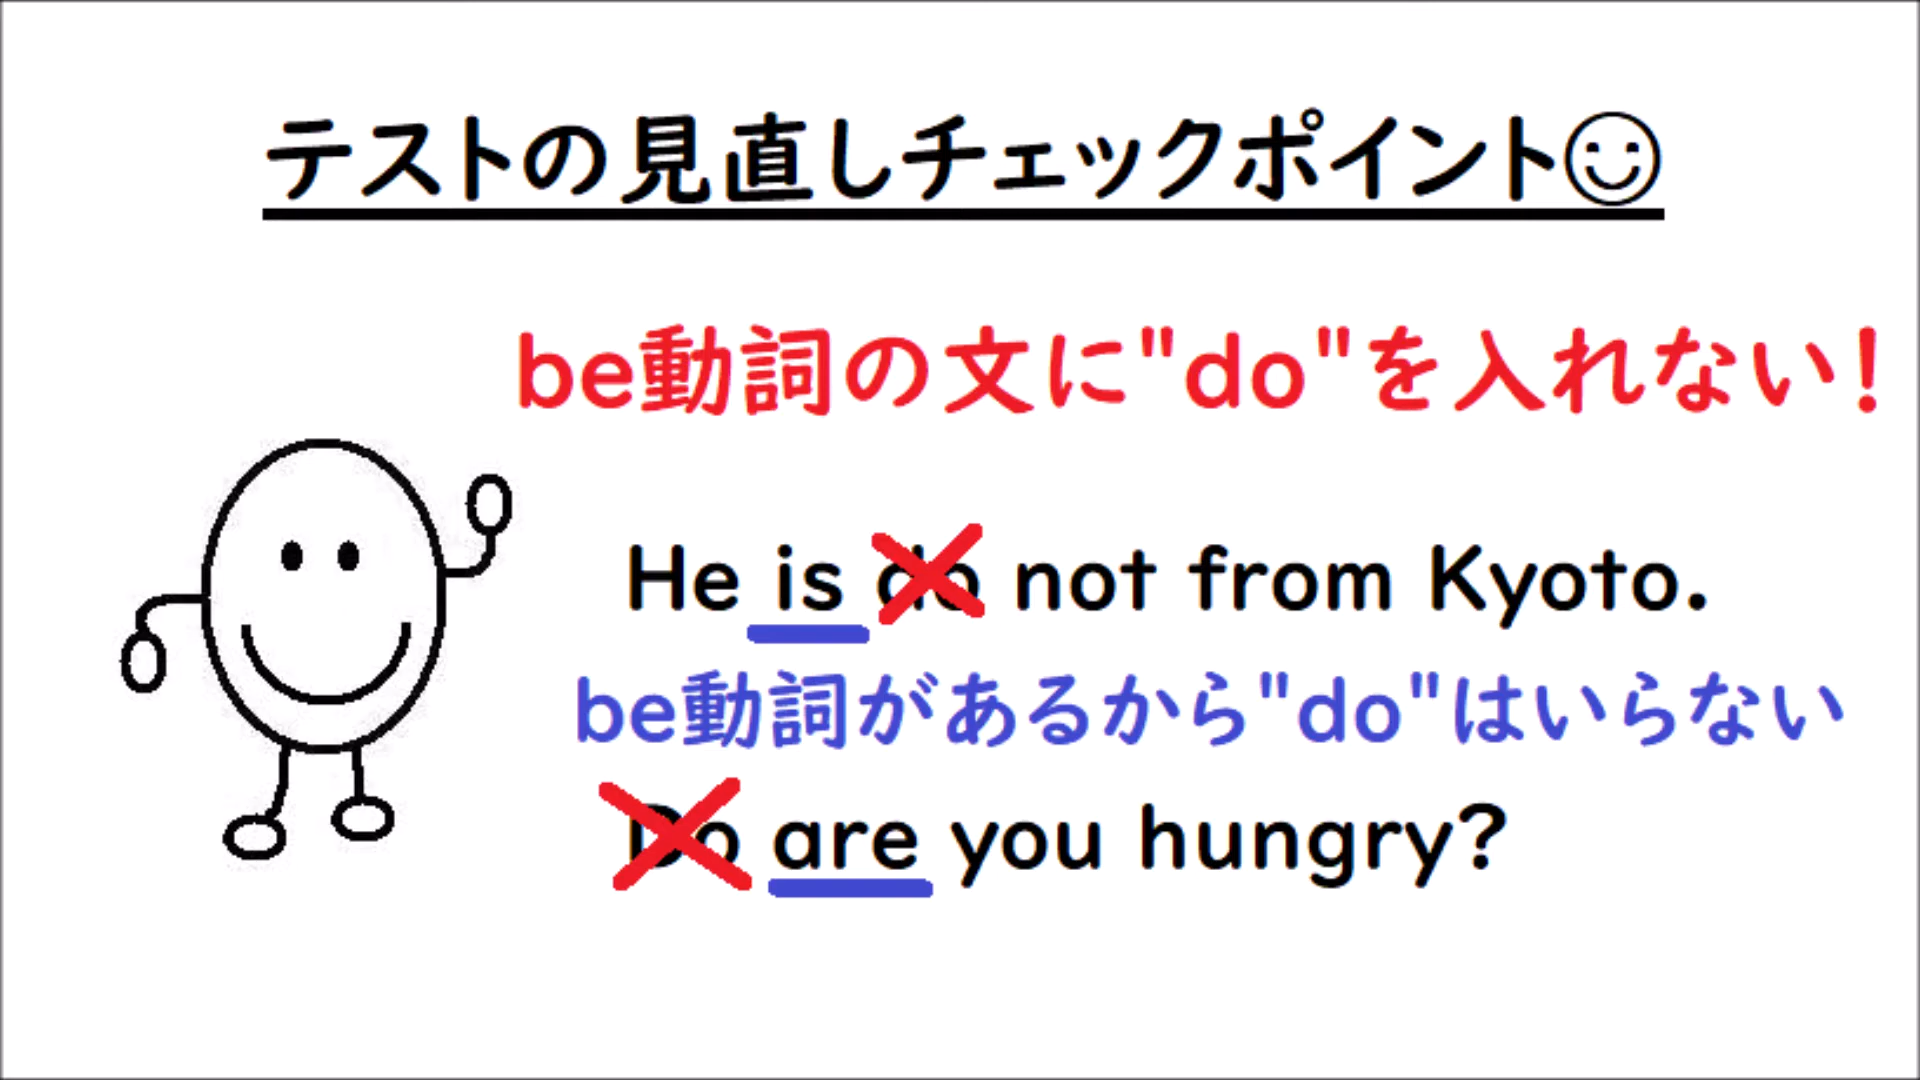 テストの見直しチェックポイント☺
be動詞の文に"do"を入れない!
He is do not from Kyoto.
be動詞があるから"do"はいらない
Do are you hungry?